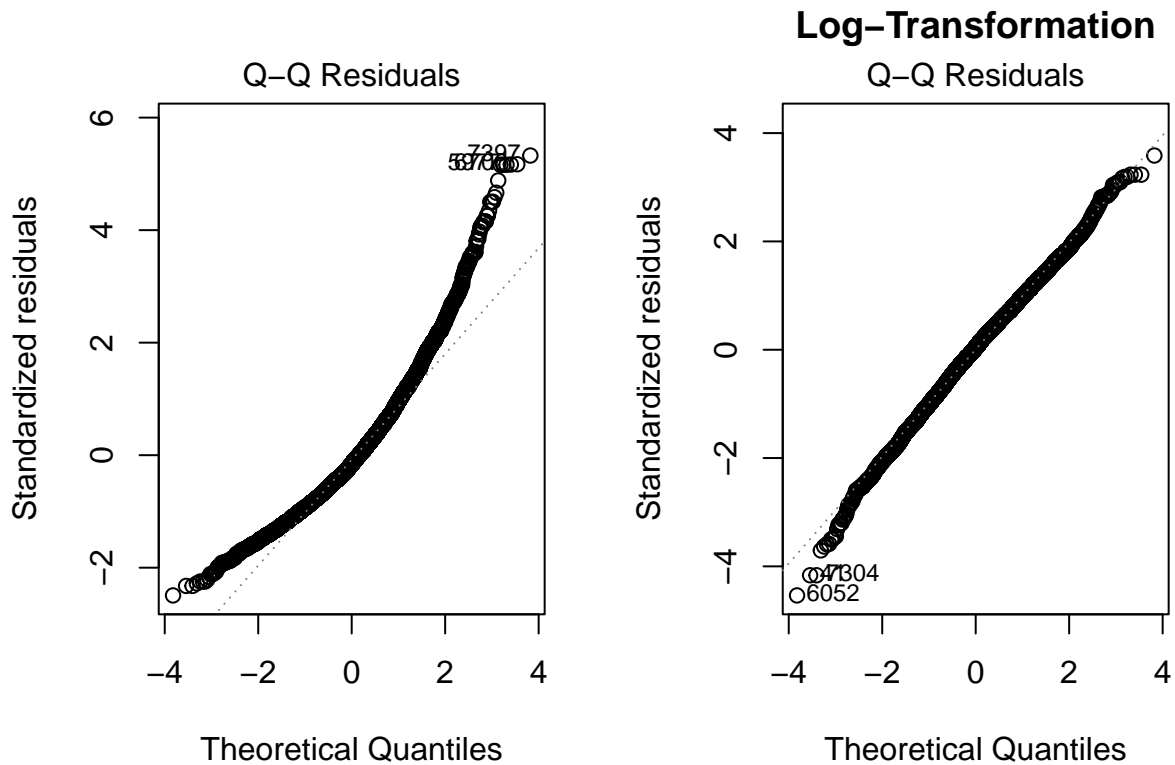 Q−Q Residuals
Standardized residuals
6
4
2
0
−2
7397
−4 −2 0 2 4
Theoretical Quantiles
Log−Transformation
Q−Q Residuals
Standardized residuals
4
2
0
−2
−4
7304
6052
−4 −2 0 2 4
Theoretical Quantiles